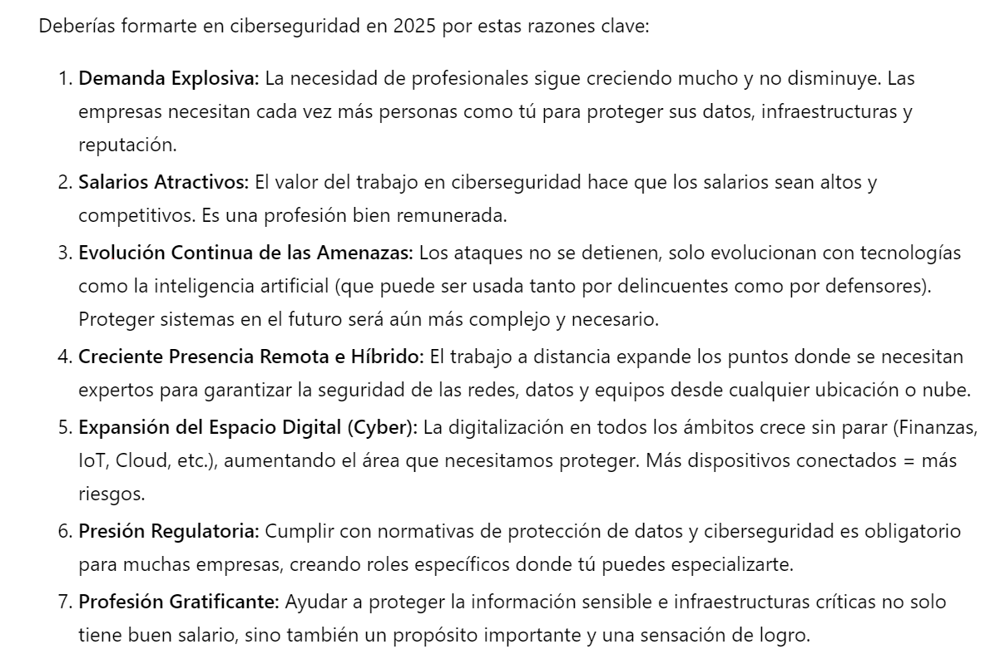 Deberías formarte en ciberseguridad en 2025 por estas razones clave:
1. Demanda Explosiva: La necesidad de profesionales sigue creciendo mucho y no disminuye. Las
empresas necesitan cada vez más personas como tú para proteger sus datos, infraestructuras y
reputación.
2. Salarios Atractivos: El valor del trabajo en ciberseguridad hace que los salarios sean altos y
competitivos. Es una profesión bien remunerada.
3. Evolución Continua de las Amenazas: Los ataques no se detienen, solo evolucionan con tecnologías
como la inteligencia artificial (que puede ser usada tanto por delincuentes como por defensores).
Proteger sistemas en el futuro será aún más complejo y necesario.
4. Creciente Presencia Remota e Híbrido: El trabajo a distancia expande los puntos donde se necesitan
expertos para garantizar la seguridad de las redes, datos y equipos desde cualquier ubicación o nube.
5. Expansión del Espacio Digital (Cyber): La digitalización en todos los ámbitos crece sin parar (Finanzas,
IoT, Cloud, etc.), aumentando el área que necesitamos proteger. Más dispositivos conectados = más
riesgos.
6. Presión Regulatoria: Cumplir con normativas de protección de datos y ciberseguridad es obligatorio
para muchas empresas, creando roles específicos donde tú puedes especializarte.
7. Profesión Gratificante: Ayudar a proteger la información sensible e infraestructuras críticas no solo
tiene buen salario, sino también un propósito importante y una sensación de logro.